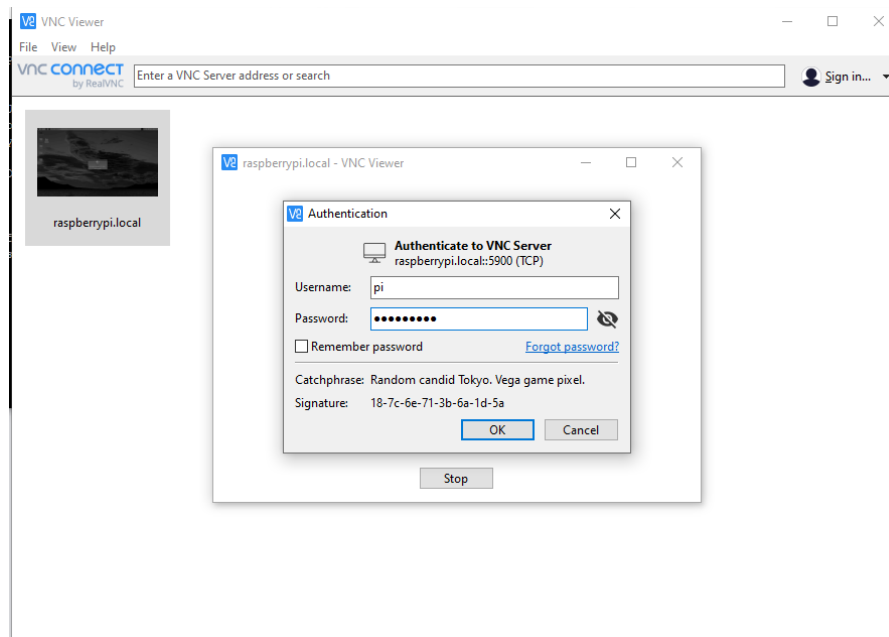 VNC Viewer
File View Help
vnc connect
by RealVNC
Enter a VNC Server address or search
Sign in...
raspberrypi.local
raspberrypi.local - VNC Viewer
Authentication
Authenticate to VNC Server
raspberrypi.local::5900 (TCP)
Username: pi
Password: •••••••••
Remember password Forgot password?
Catchphrase: Random candid Tokyo. Vega game pixel.
Signature: 18-7c-6e-71-3b-6a-1d-5a
OK Cancel
Stop